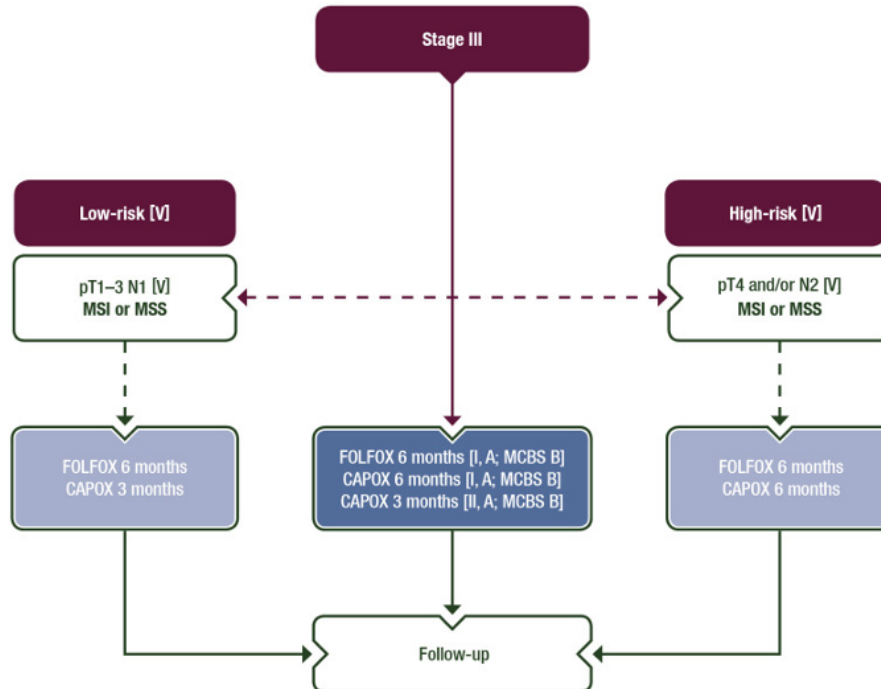 Stage III
Low-risk [V]
High-risk [V]
pT1–3 N1 [V]
MSI or MSS
pT4 and/or N2 [V]
MSI or MSS
FOLFOX 6 months
CAPOX 3 months
FOLFOX 6 months [I, A; MCBS B]
CAPOX 6 months [I, A; MCBS B]
CAPOX 3 months [II, A; MCBS B]
FOLFOX 6 months
CAPOX 6 months
Follow-up